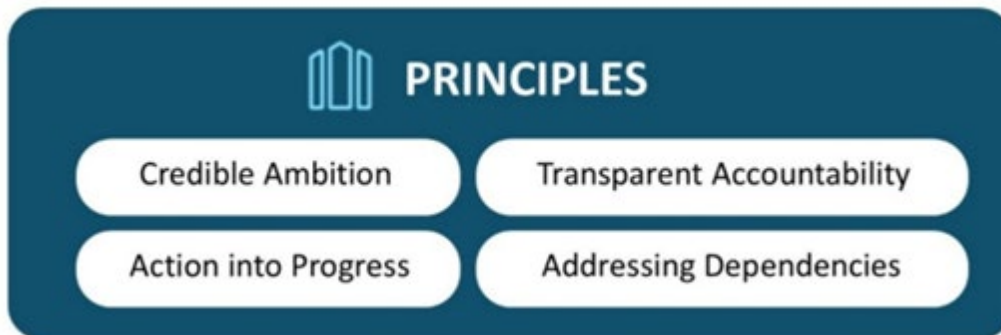 PRINCIPLES
Credible Ambition
Transparent Accountability
Action into Progress
Addressing Dependencies